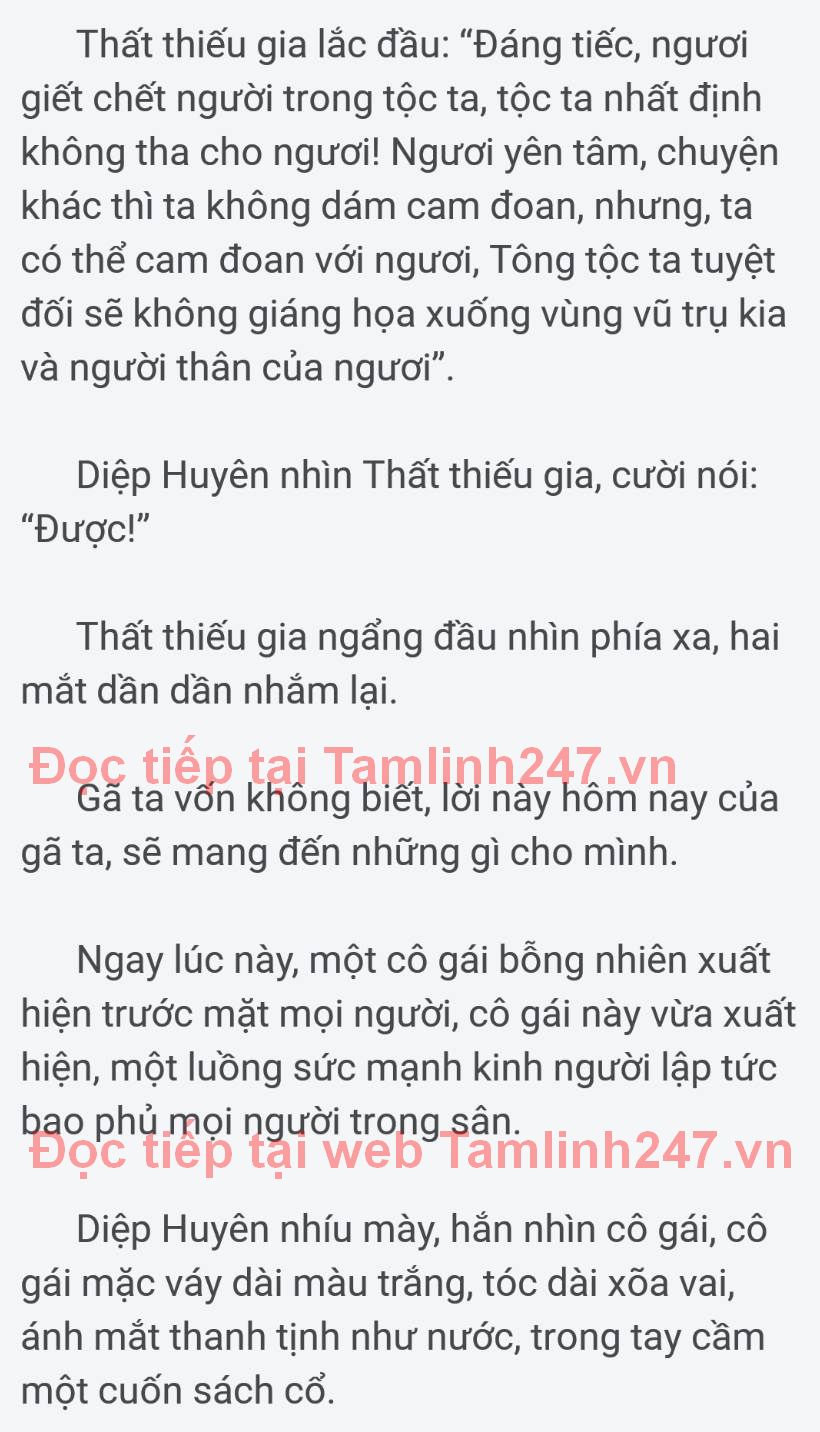 Thất thiếu gia lắc đầu: “Đáng tiếc, ngươi
giết chết người trong tộc ta, tộc ta nhất định
không tha cho ngươi! Ngươi yên tâm, chuyện
khác thì ta không dám cam đoan, nhưng, ta
có thể cam đoan với ngươi, Tông tộc ta tuyệt
đối sẽ không giáng họa xuống vùng vũ trụ kia
và người thân của ngươi”.
Diệp Huyên nhìn Thất thiếu gia, cười nói:
“Được!”
Thất thiếu gia ngẩng đầu nhìn phía xa, hai
mắt dần dần nhắm lại.
Đọc tiếp tại Tamlinh247.vn
Gã ta vốn không biết, lời này hôm nay của
gã ta, sẽ mang đến những gì cho mình.
Ngay lúc này, một cô gái bỗng nhiên xuất
hiện trước mặt mọi người, cô gái này vừa xuất
hiện, một luồng sức mạnh kinh người lập tức
bao phủ mọi người trong sân.
Đọc tiếp tại web Tamlinh247.vn
Diệp Huyên nhíu mày, hắn nhìn cô gái, cô
gái mặc váy dài màu trắng, tóc dài xõa vai,
ánh mắt thanh tịnh như nước, trong tay cầm
một cuốn sách cổ.